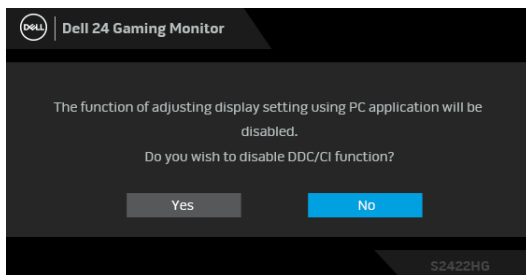 DELL
Dell 24 Gaming Monitor
The function of adjusting display setting using PC application will be
disabled.
Do you wish to disable DDC/CI function?
Yes
No
S2422HG